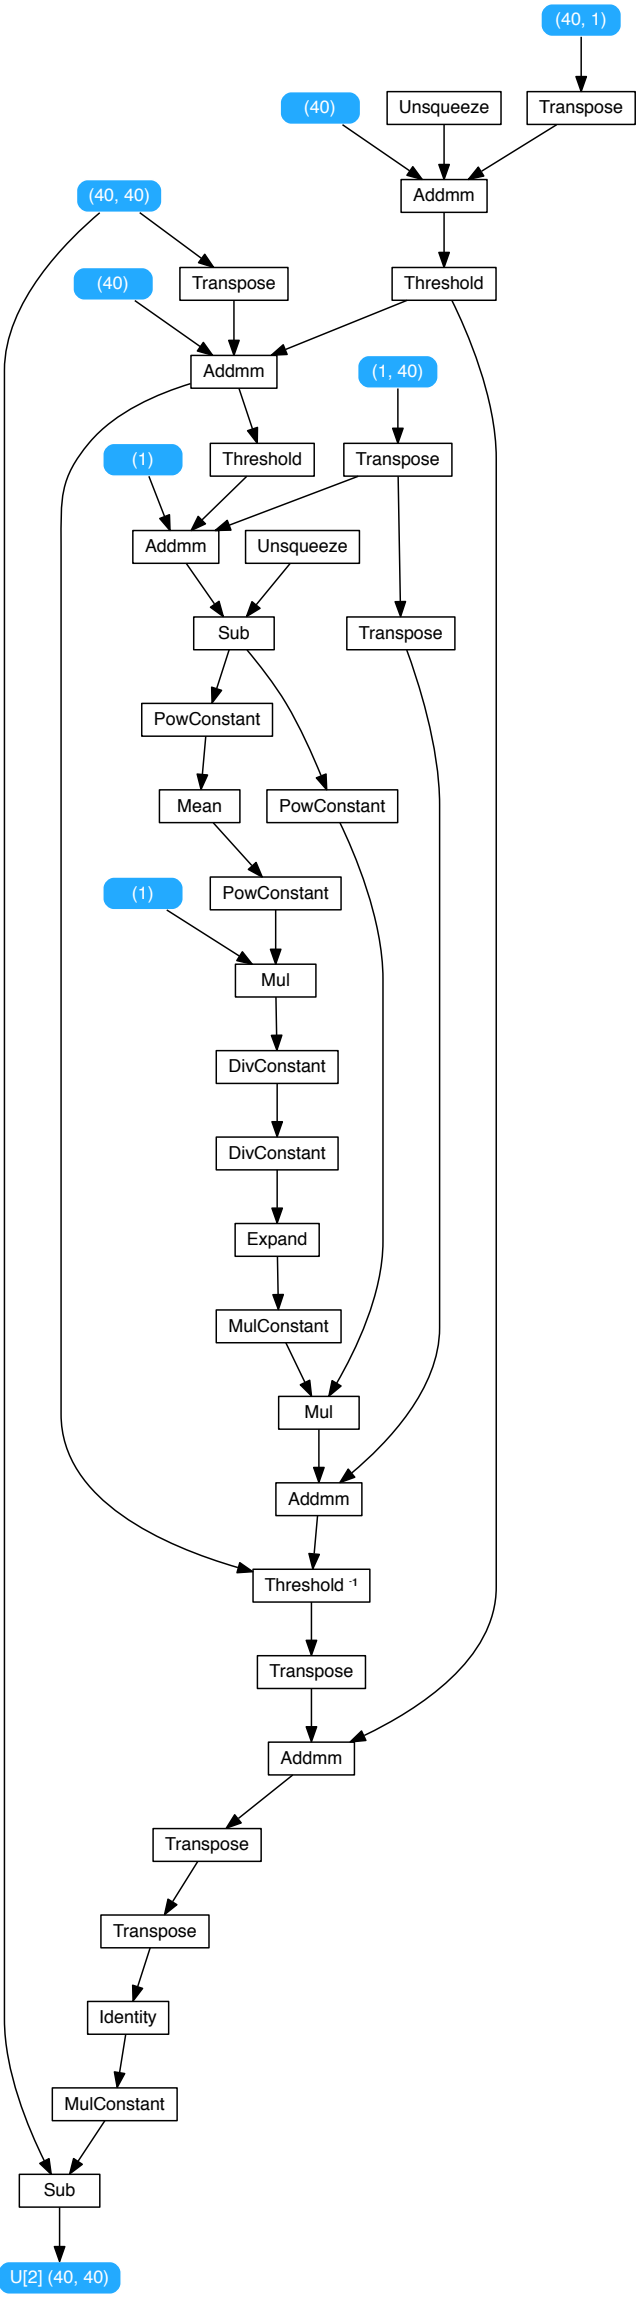 (40, 1)
(40)
Unsqueeze
Transpose
Addmm
(40, 40)
(40)
Transpose
Threshold
Addmm
(1, 40)
(1)
Threshold
Transpose
Addmm
Unsqueeze
Sub
Transpose
PowConstant
Mean
PowConstant
(1)
PowConstant
Mul
DivConstant
DivConstant
Expand
MulConstant
Mul
Addmm
Threshold ⁻¹
Transpose
Addmm
Transpose
Transpose
Identity
MulConstant
Sub
U[2] (40, 40)